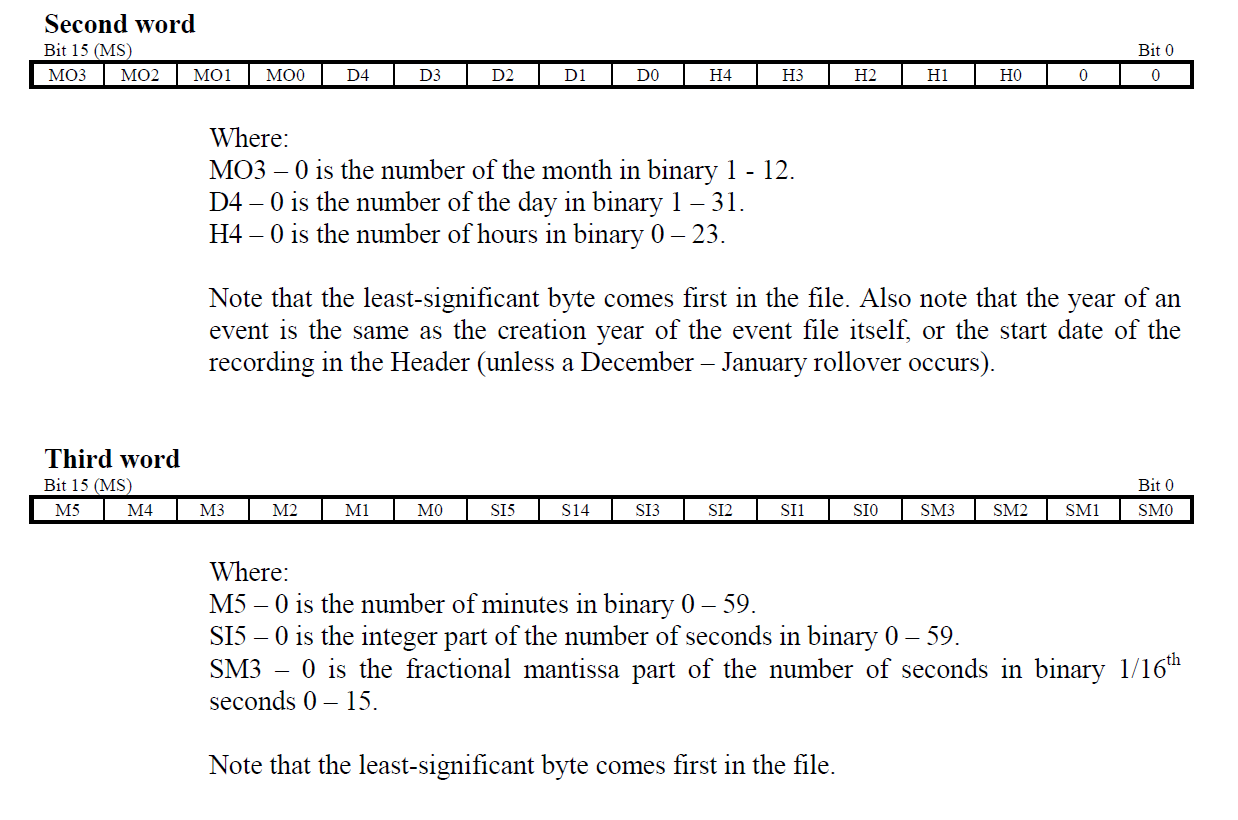 Second word
Bit 15 (MS) Bit 0
MO3 MO2 MO1 MO0 D4 D3 D2 D1 D0 H4 H3 H2 H1 H0 0 0
Where:
MO3 – 0 is the number of the month in binary 1 - 12.
D4 – 0 is the number of the day in binary 1 – 31.
H4 – 0 is the number of hours in binary 0 – 23.
Note that the least-significant byte comes first in the file. Also note that the year of an
event is the same as the creation year of the event file itself, or the start date of the
recording in the Header (unless a December – January rollover occurs).
Third word
Bit 15 (MS) Bit 0
M5 M4 M3 M2 M1 M0 SI5 S14 SI3 SI2 SI1 SI0 SM3 SM2 SM1 SM0
Where:
M5 – 0 is the number of minutes in binary 0 – 59.
SI5 – 0 is the integer part of the number of seconds in binary 0 – 59.
SM3 – 0 is the fractional mantissa part of the number of seconds in binary 1/16th
seconds 0 – 15.
Note that the least-significant byte comes first in the file.